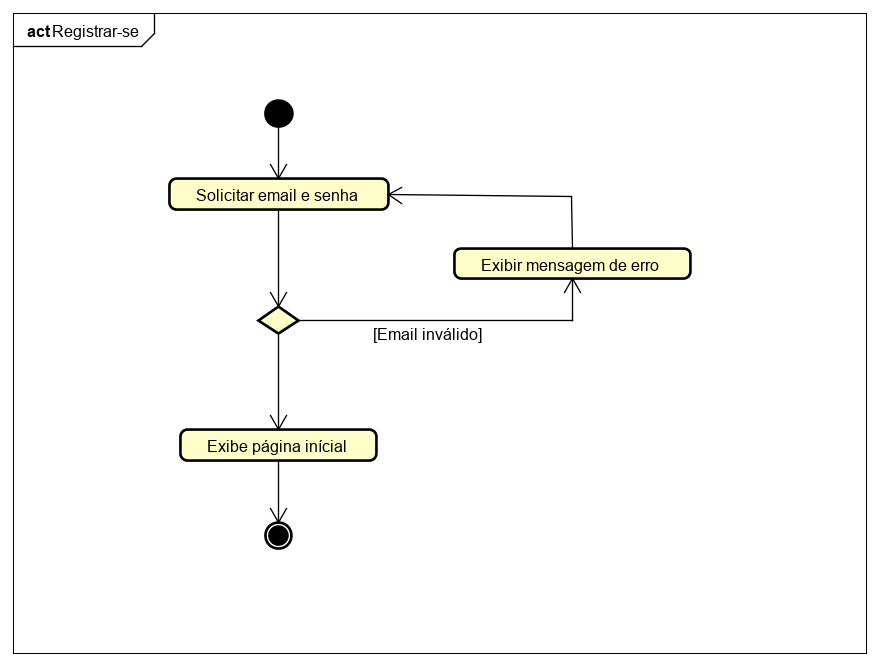 act Registrar-se
Solicitar email e senha
Exibir mensagem de erro
[Email inválido]
Exibe página inícial